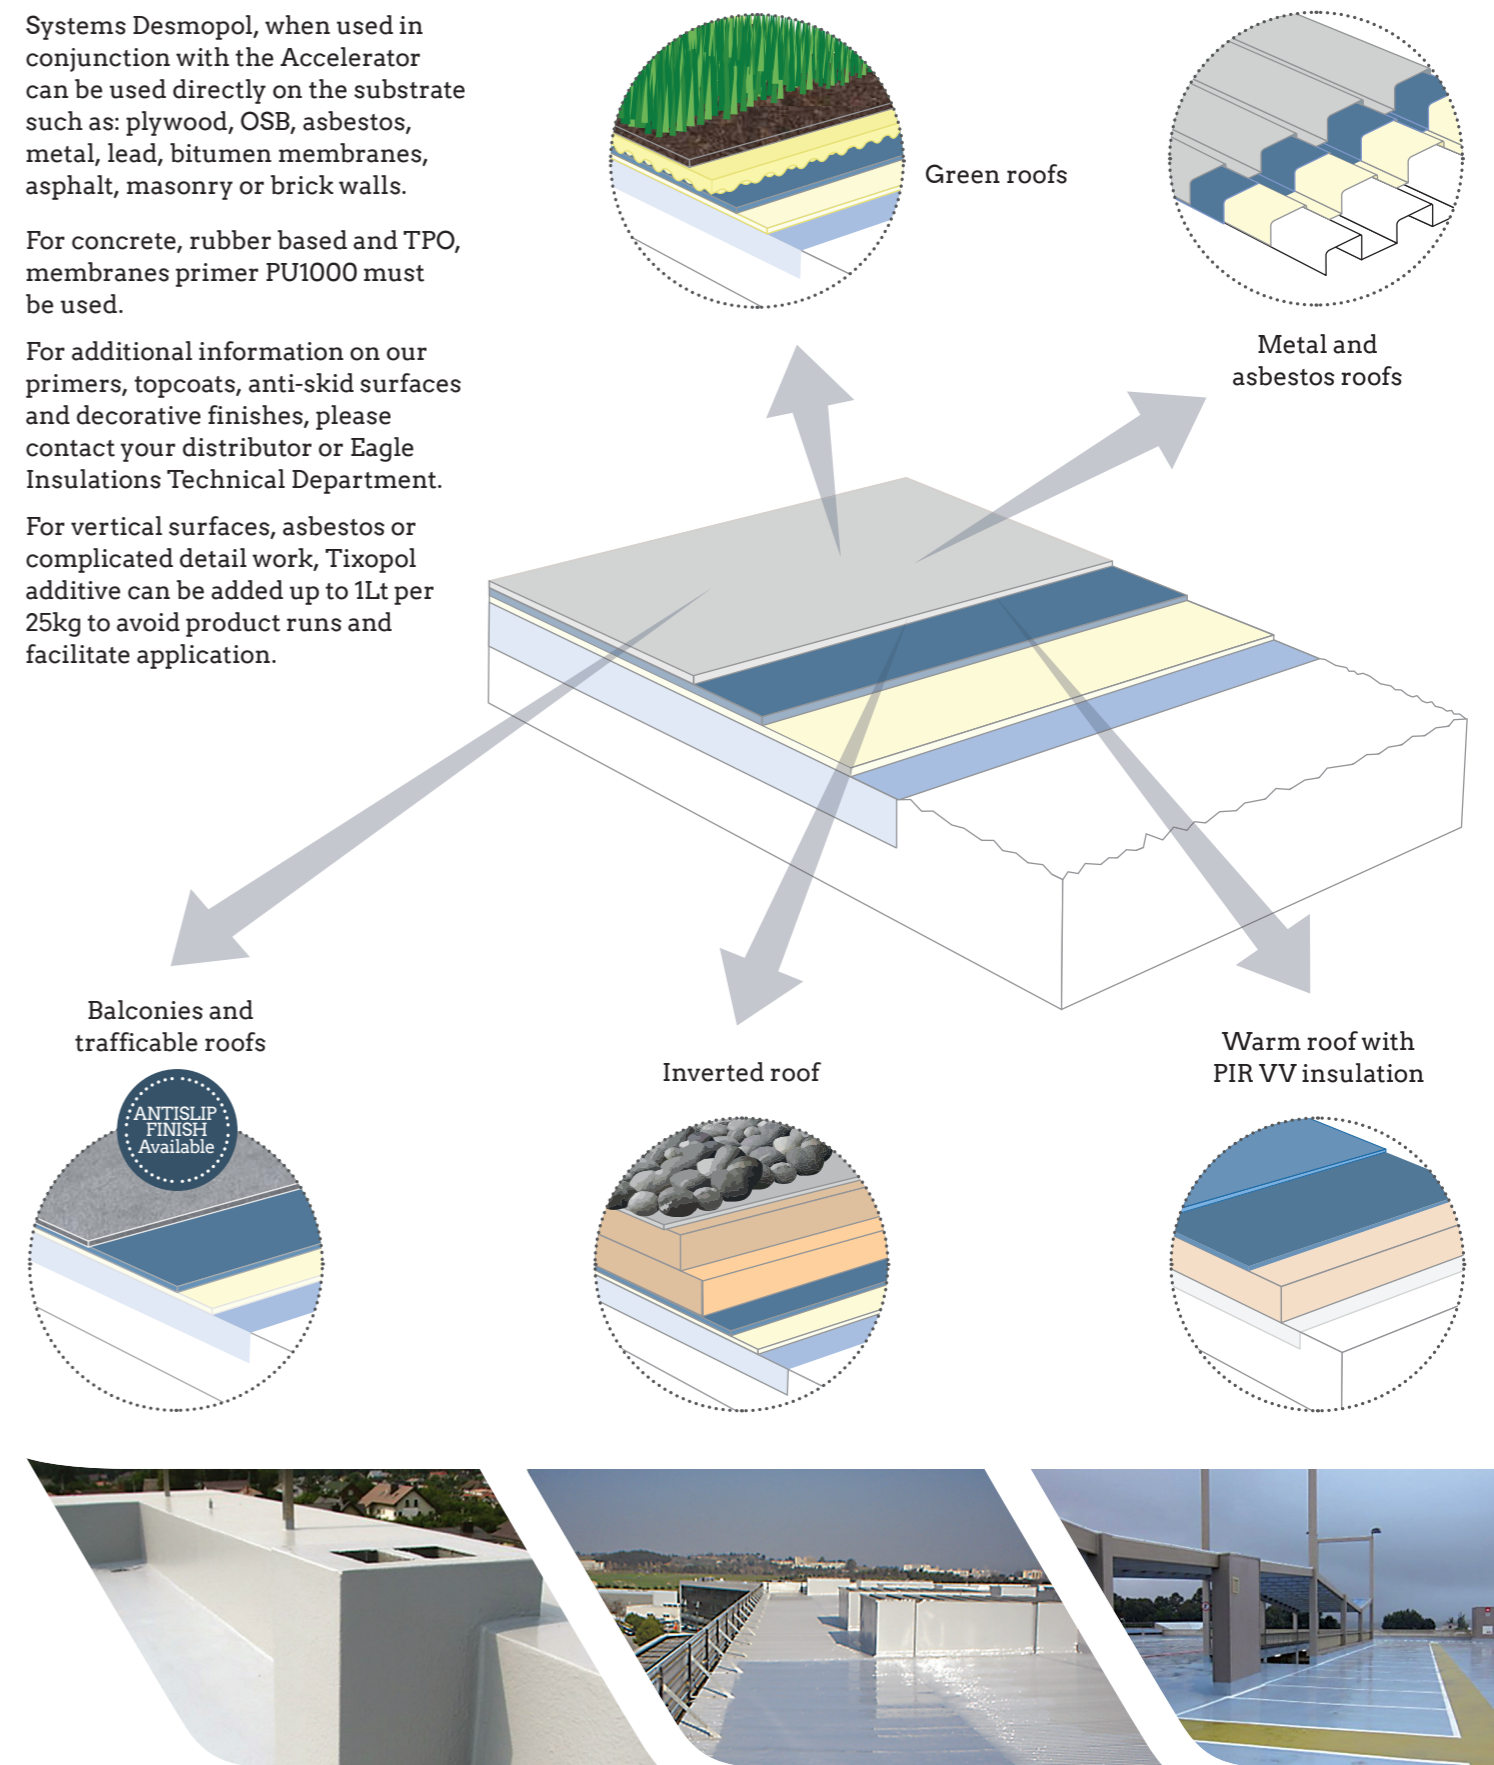 Systems Desmopol, when used in
conjunction with the Accelerator
can be used directly on the substrate
such as: plywood, OSB, asbestos,
metal, lead, bitumen membranes,
asphalt, masonry or brick walls.
For concrete, rubber based and TPO,
membranes primer PU1000 must
be used.
For additional information on our
primers, topcoats, anti-skid surfaces
and decorative finishes, please
contact your distributor or Eagle
Insulations Technical Department.
For vertical surfaces, asbestos or
complicated detail work, Tixopol
additive can be added up to 1Lt per
25kg to avoid product runs and
facilitate application.
Green roofs
Metal and
asbestos roofs
Balconies and
trafficable roofs
ANTISLIP
FINISH
Available
Inverted roof
Warm roof with
PIR VV insulation